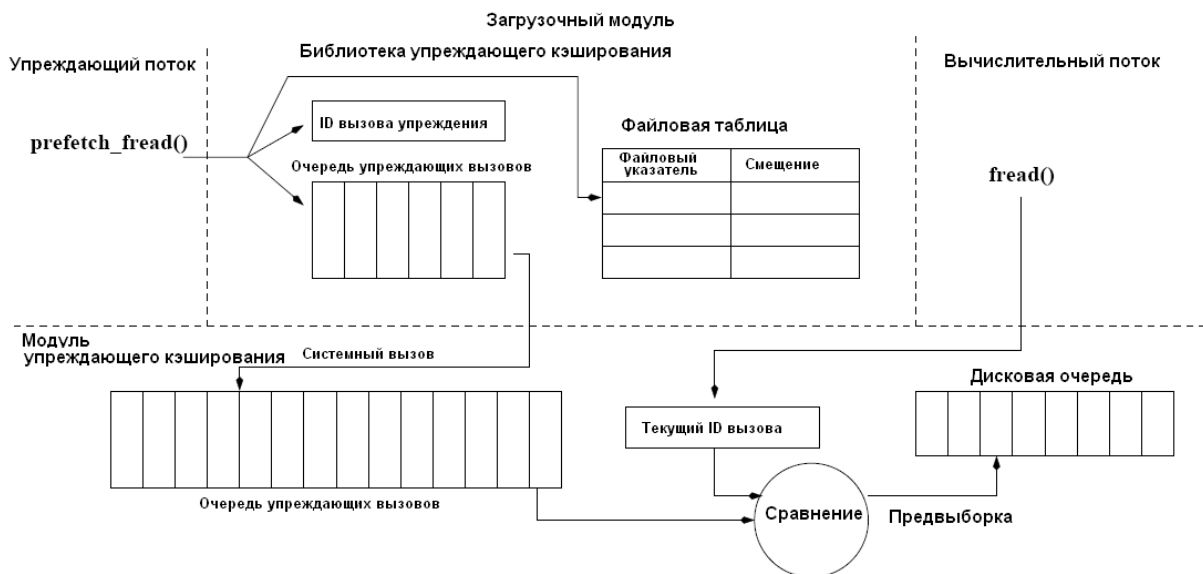 Загрузочный модуль
Упреждающий поток
Библиотека упреждающего кэширования
Вычислительный поток
prefetch_fread()
ID вызова упреждения
Очередь упреждающих вызовов
Файловая таблица
Файловый
указатель
Смещение
fread()
Модуль
упреждающего кэширования
Системный вызов
Дисковая очередь
Текущий ID вызова
Очередь упреждающих вызовов
Сравнение
Предвыборка